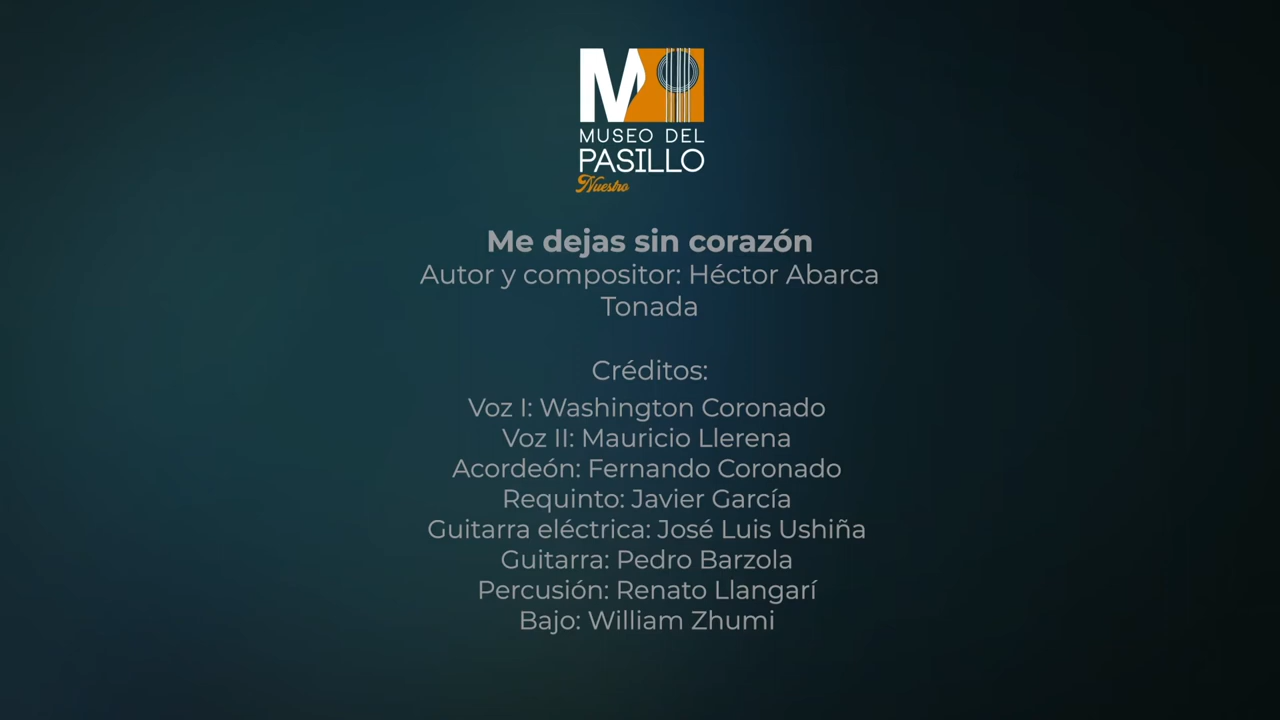 M
MUSEO DEL
PASILLO
Nuestro
Me dejas sin corazón
Autor y compositor: Héctor Abarca
Tonada
Créditos:
Voz I: Washington Coronado
Voz II: Mauricio Llerena
Acordeón: Fernando Coronado
Requinto: Javier García
Guitarra eléctrica: José Luis Ushiña
Guitarra: Pedro Barzola
Percusión: Renato Llangarí
Bajo: William Zhumi